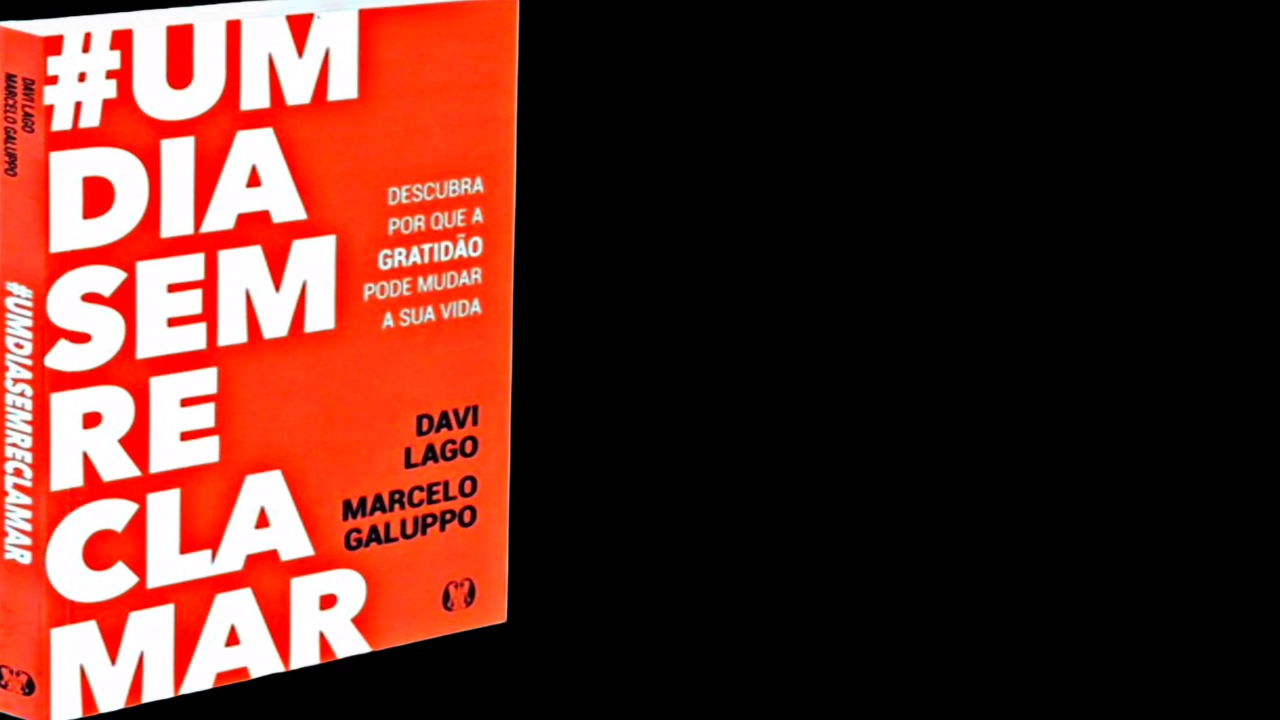 #UM
DIA
SEM
RE
CLA
MAR
DESCUBRA
POR QUE A
GRATIDÃO
PODE MUDAR
A SUA VIDA
DAVI
LAGO
MARCELO
GALUPPO
DAVI LAGO
MARCELO GALUPPO
#UMDIASEMRECLAMAR